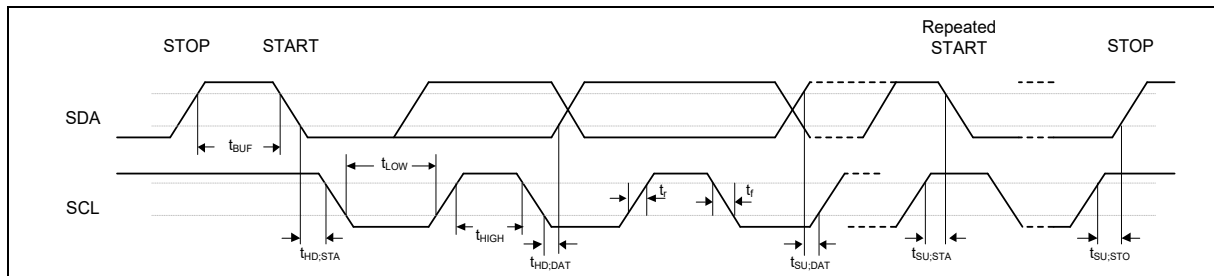 STOP
START
Repeated
START
STOP
SDA
tBUF
tLOW
SCL
tr
tf
tHIGH
tHD;STA
tHD;DAT
tSU;DAT
tSU;STA
tSU;STO